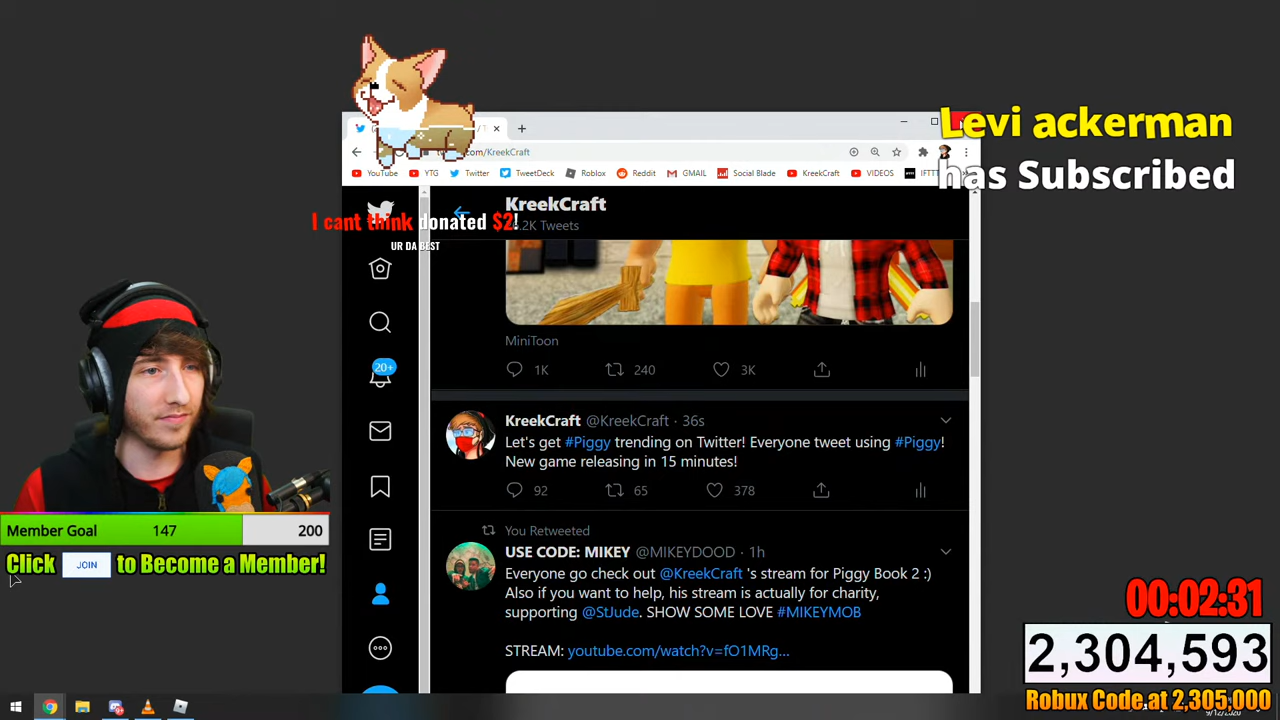 Levi ackerman
has Subscribed
.com/KreekCraft
YouTube YTG Twitter TweetDeck Roblox Reddit GMAIL Social Blade KreekCraft VIDEOS IFTTT
KreekCraft
.2K Tweets
I cant think donated $2!
UR DA BEST
MiniToon
1K 240 3K
20+
KreekCraft @KreekCraft · 36s
Let's get #Piggy trending on Twitter! Everyone tweet using #Piggy!
New game releasing in 15 minutes!
92 65 378
You Retweeted
USE CODE: MIKEY @MIKEYDOOD · 1h
Everyone go check out @KreekCraft 's stream for Piggy Book 2 :)
Also if you want to help, his stream is actually for charity,
supporting @StJude. SHOW SOME LOVE #MIKEYMOB
STREAM: youtube.com/watch?v=fO1MRg...
Member Goal 147 200
Click JOIN to Become a Member!
00:02:31
2,304,593
Robux Code at 2,305,000